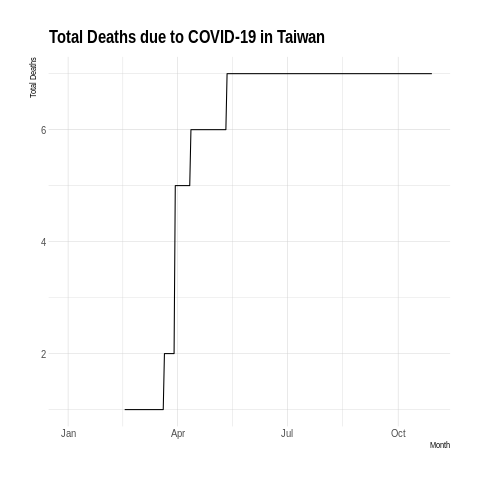 Total Deaths due to COVID-19 in Taiwan
Total Deaths
6
4
2
Jan Apr Jul Oct
Month